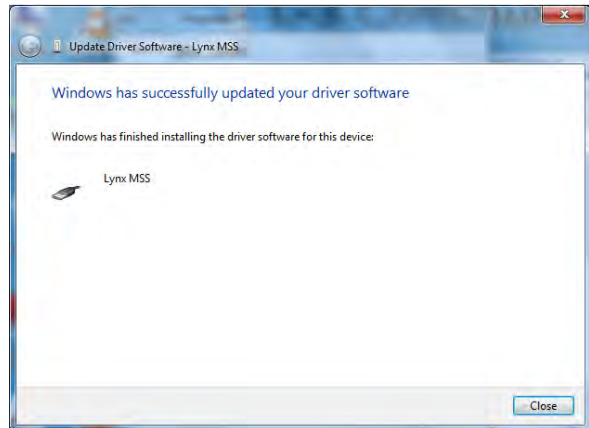 Update Driver Software - Lynx MSS
Windows has successfully updated your driver software
Windows has finished installing the driver software for this device:
Lynx MSS
Close